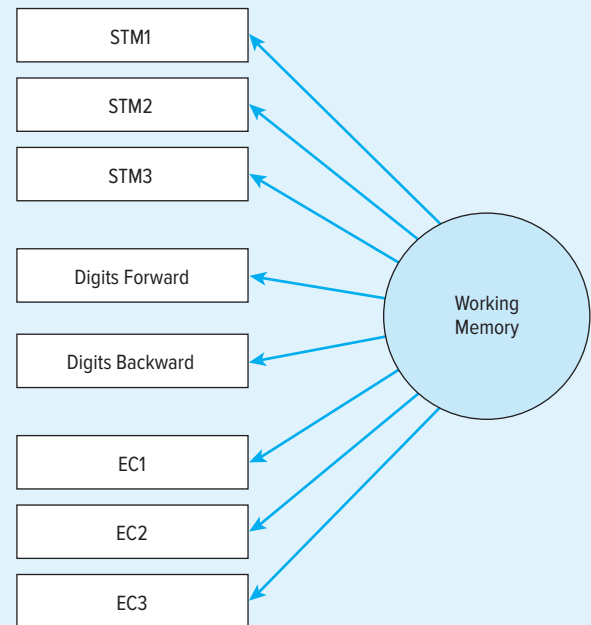 STM1
STM2
STM3
Digits Forward
Digits Backward
EC1
EC2
EC3
Working
Memory